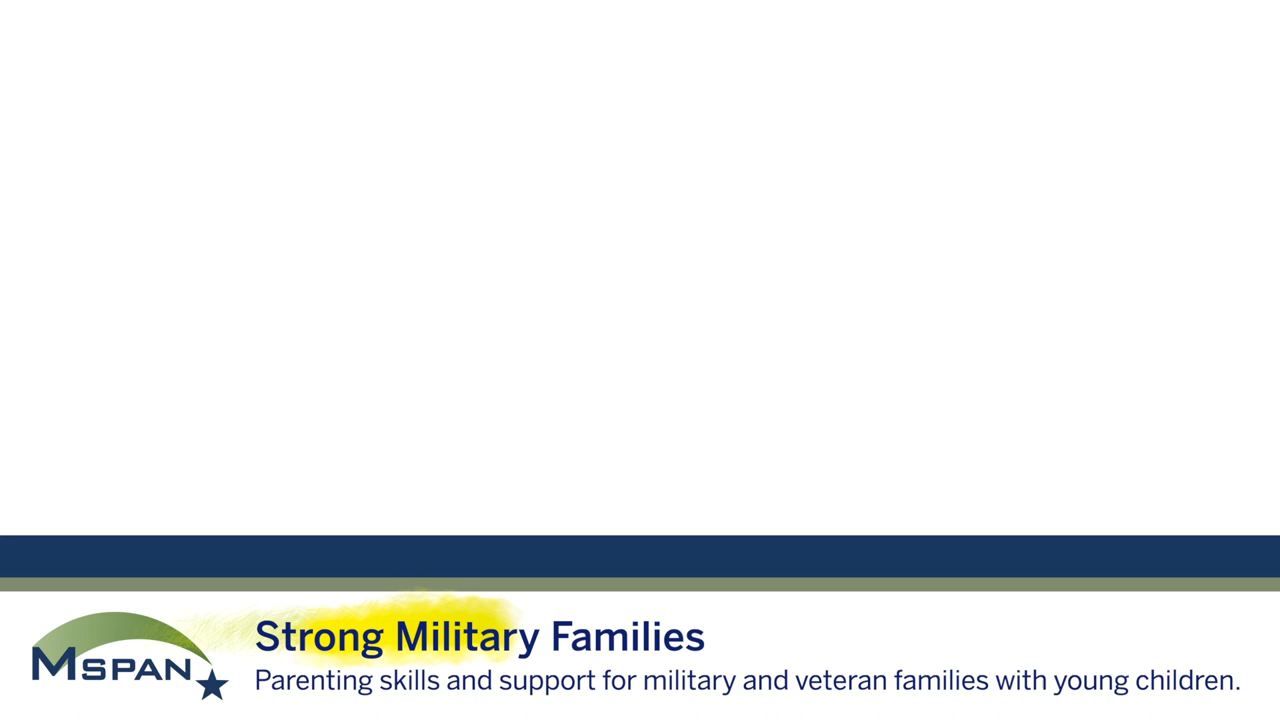 Strong Military Families
MSPAN
Parenting skills and support for military and veteran families with young children.